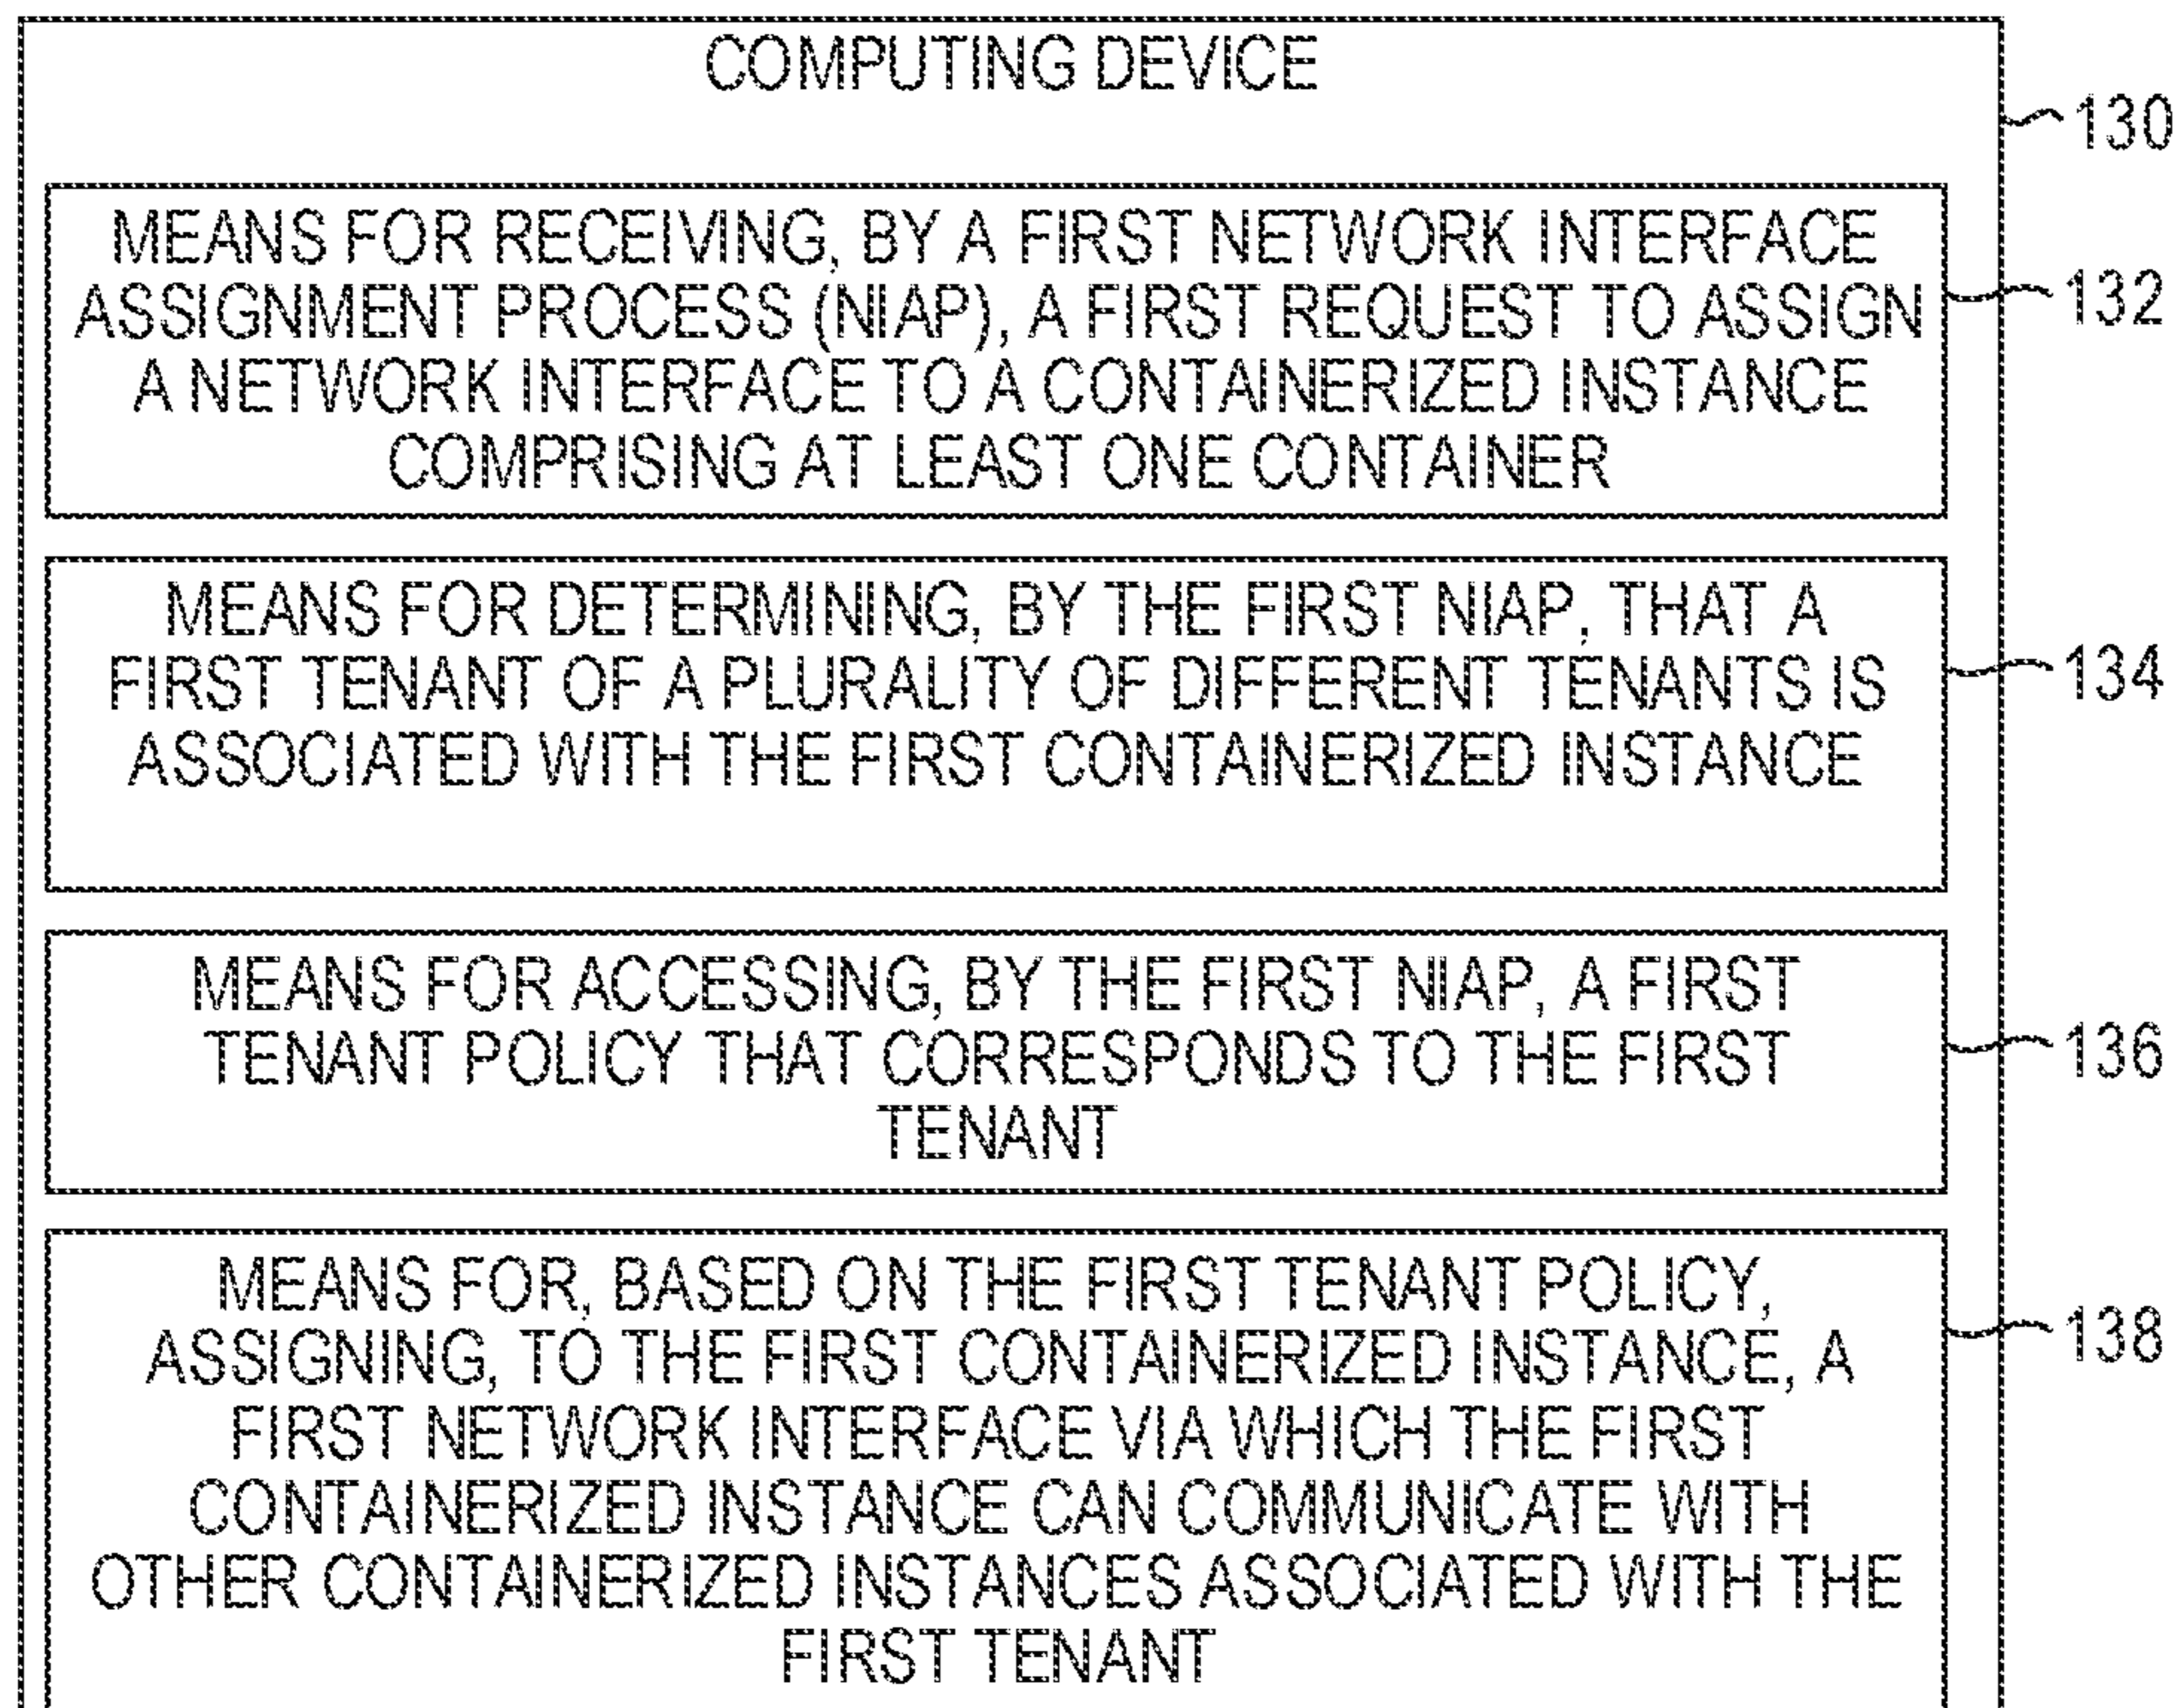 COMPUTING DEVICE
130
MEANS FOR RECEIVING, BY A FIRST NETWORK INTERFACE
ASSIGNMENT PROCESS (NIAP), A FIRST REQUEST TO ASSIGN
132
A NETWORK INTERFACE TO A CONTAINERIZED INSTANCE
COMPRISING AT LEAST ONE CONTAINER
MEANS FOR DETERMINING, BY THE FIRST NIAP, THAT A
FIRST TENANT OF A PLURALITY OF DIFFERENT TENANTS IS
134
ASSOCIATED WITH THE FIRST CONTAINERIZED INSTANCE
MEANS FOR ACCESSING, BY THE FIRST NIAP, A FIRST
TENANT POLICY THAT CORRESPONDS TO THE FIRST
136
TENANT
MEANS FOR, BASED ON THE FIRST TENANT POLICY,
ASSIGNING, TO THE FIRST CONTAINERIZED INSTANCE, A
138
FIRST NETWORK INTERFACE VIA WHICH THE FIRST
CONTAINERIZED INSTANCE CAN COMMUNICATE WITH
OTHER CONTAINERIZED INSTANCES ASSOCIATED WITH THE
FIRST TENANT